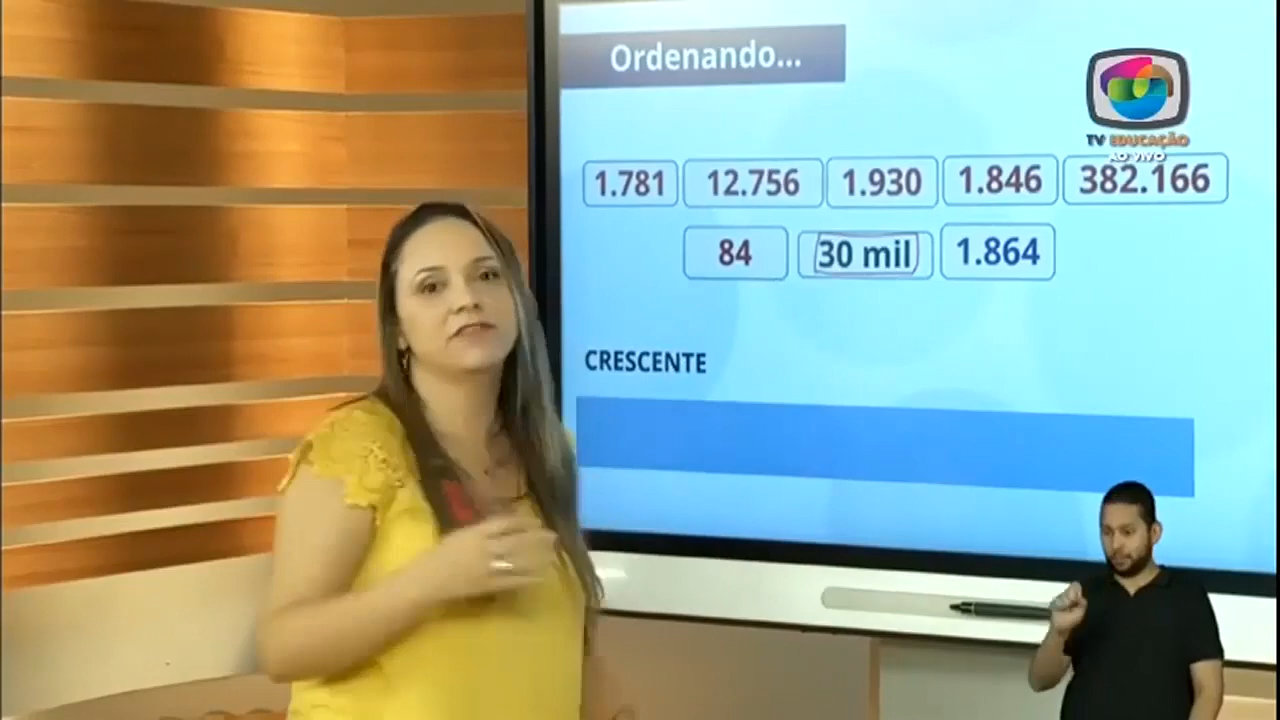 Ordenando...
TV EDUCAÇÃO
AO VIVO
1.781 12.756 1.930 1.846 382.166
84 30 mil 1.864
CRESCENTE